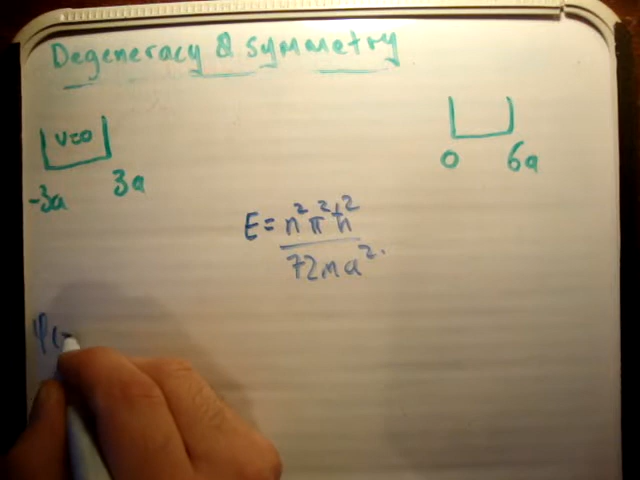 Degeneracy & symmetry
V=0
-3a 3a
0 6a
E = n²π²ħ²
72ma².
φ(